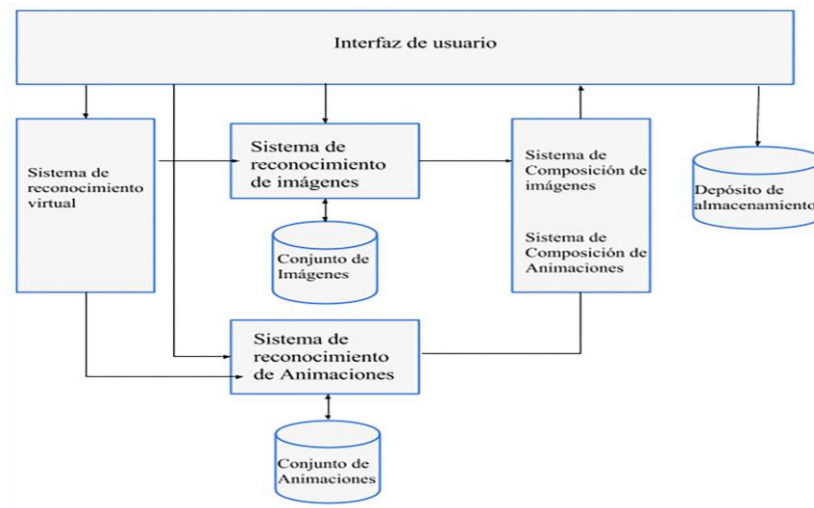 Interfaz de usuario
Sistema de
reconocimiento
virtual
Sistema de
reconocimiento
de imágenes
Sistema de
Composición de
imágenes
Sistema de
Composición de
Animaciones
Depósito de
almacenamiento
Conjunto de
Imágenes
Sistema de
reconocimiento
de Animaciones
Conjunto de
Animaciones